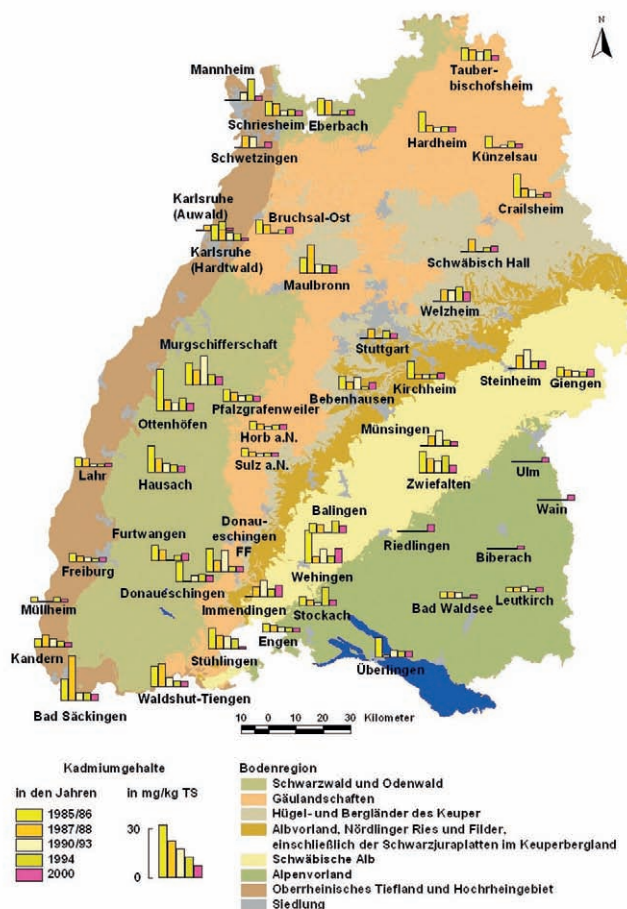 N
Tauber-
bischofsheim
Mannheim
Schriesheim
Eberbach
Hardheim
Künzelsau
Schwetzingen
Crailsheim
Karlsruhe
(Auwald)
Bruchsal-Ost
Karlsruhe
(Hardtwald)
Schwäbisch Hall
Maulbronn
Welzheim
Stuttgart
Murgschifferschaft
Steinheim
Giengen
Kirchheim
Bebenhausen
Pfalzgrafenweiler
Ottenhöfen
Münsingen
Horb a.N.
Sulz a.N.
Lahr
Hausach
Zwiefalten
Ulm
Wain
Balingen
Riedlingen
Furtwangen
Donau-
eschingen
FF
Biberach
Wehingen
Freiburg
Donaueschingen
Immendingen
Stockach
Bad Waldsee
Leutkirch
Müllheim
Engen
Kandern
Stühlingen
Überlingen
Waldshut-Tiengen
Bad Säckingen
10 0 10 20 30
Kilometer
Kadmiumgehalte
in den Jahren
in mg/kg TS
1985/86
1987/88
1990/93
1994
2000
30
0
Bodenregion
Schwarzwald und Odenwald
Gäulandschaften
Hügel- und Bergländer des Keuper
Albvorland, Nördlinger Ries und Filder,
einschließlich der Schwarzjuraplatten im Keuperbergland
Schwäbische Alb
Alpenvorland
Oberrheinisches Tiefland und Hochrheingebiet
Siedlung